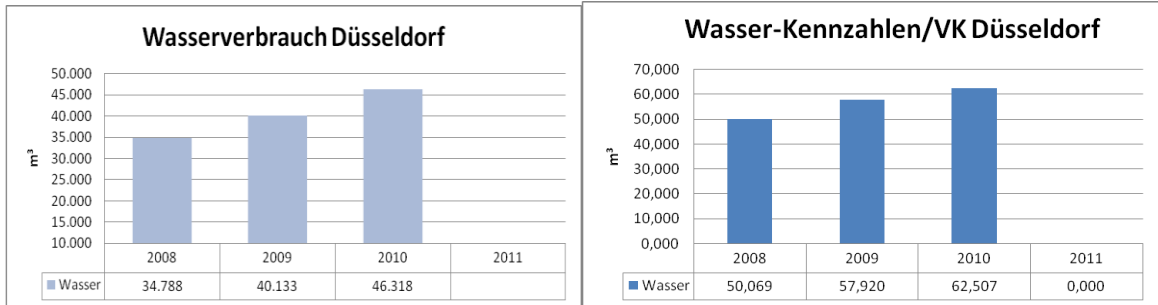 Wasserverbrauch Düsseldorf
50.000
45.000
40.000
35.000
30.000
25.000
20.000
15.000
10.000
m³
2008 2009 2010 2011
Wasser 34.788 40.133 46.318
Wasser-Kennzahlen/VK Düsseldorf
70,000
60,000
50,000
40,000
30,000
20,000
10,000
0,000
m³
2008 2009 2010 2011
Wasser 50,069 57,920 62,507 0,000